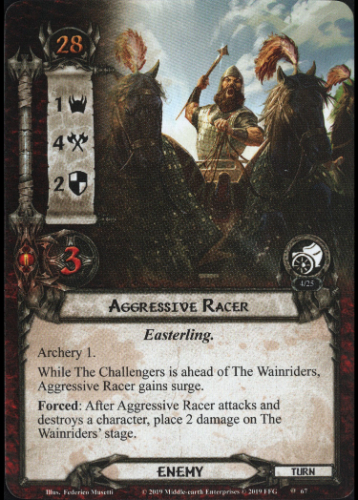 28
1
4
2
3
4/25
AGGRESSIVE RACER
Easterling.
Archery 1.
While The Challengers is ahead of The Wainriders,
Aggressive Racer gains surge.
Forced: After Aggressive Racer attacks and
destroys a character, place 2 damage on The
Wainriders' stage.
ENEMY
TURN
Illus. Federico Musetti
© 2019 Middle-earth Enterprises © 2019 FFG
67